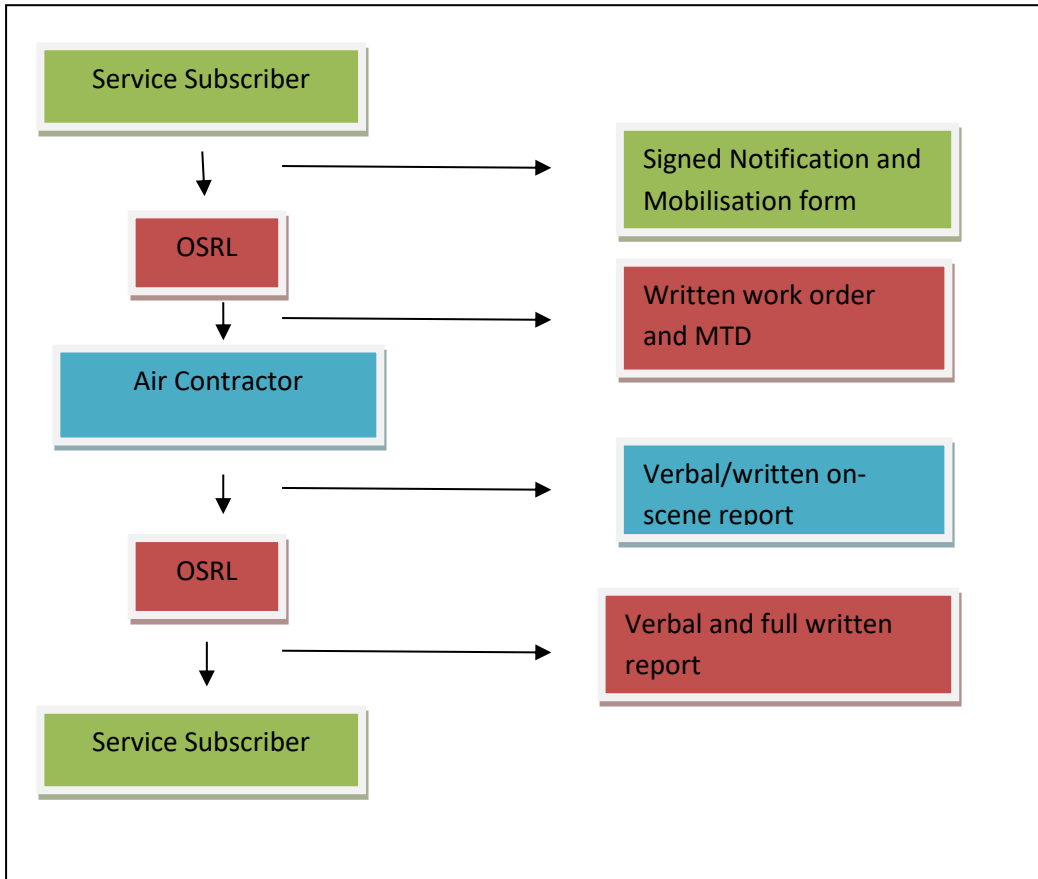 Service Subscriber
Signed Notification and
Mobilisation form
OSRL
Written work order
and MTD
Air Contractor
Verbal/written on-
scene report
OSRL
Verbal and full written
report
Service Subscriber